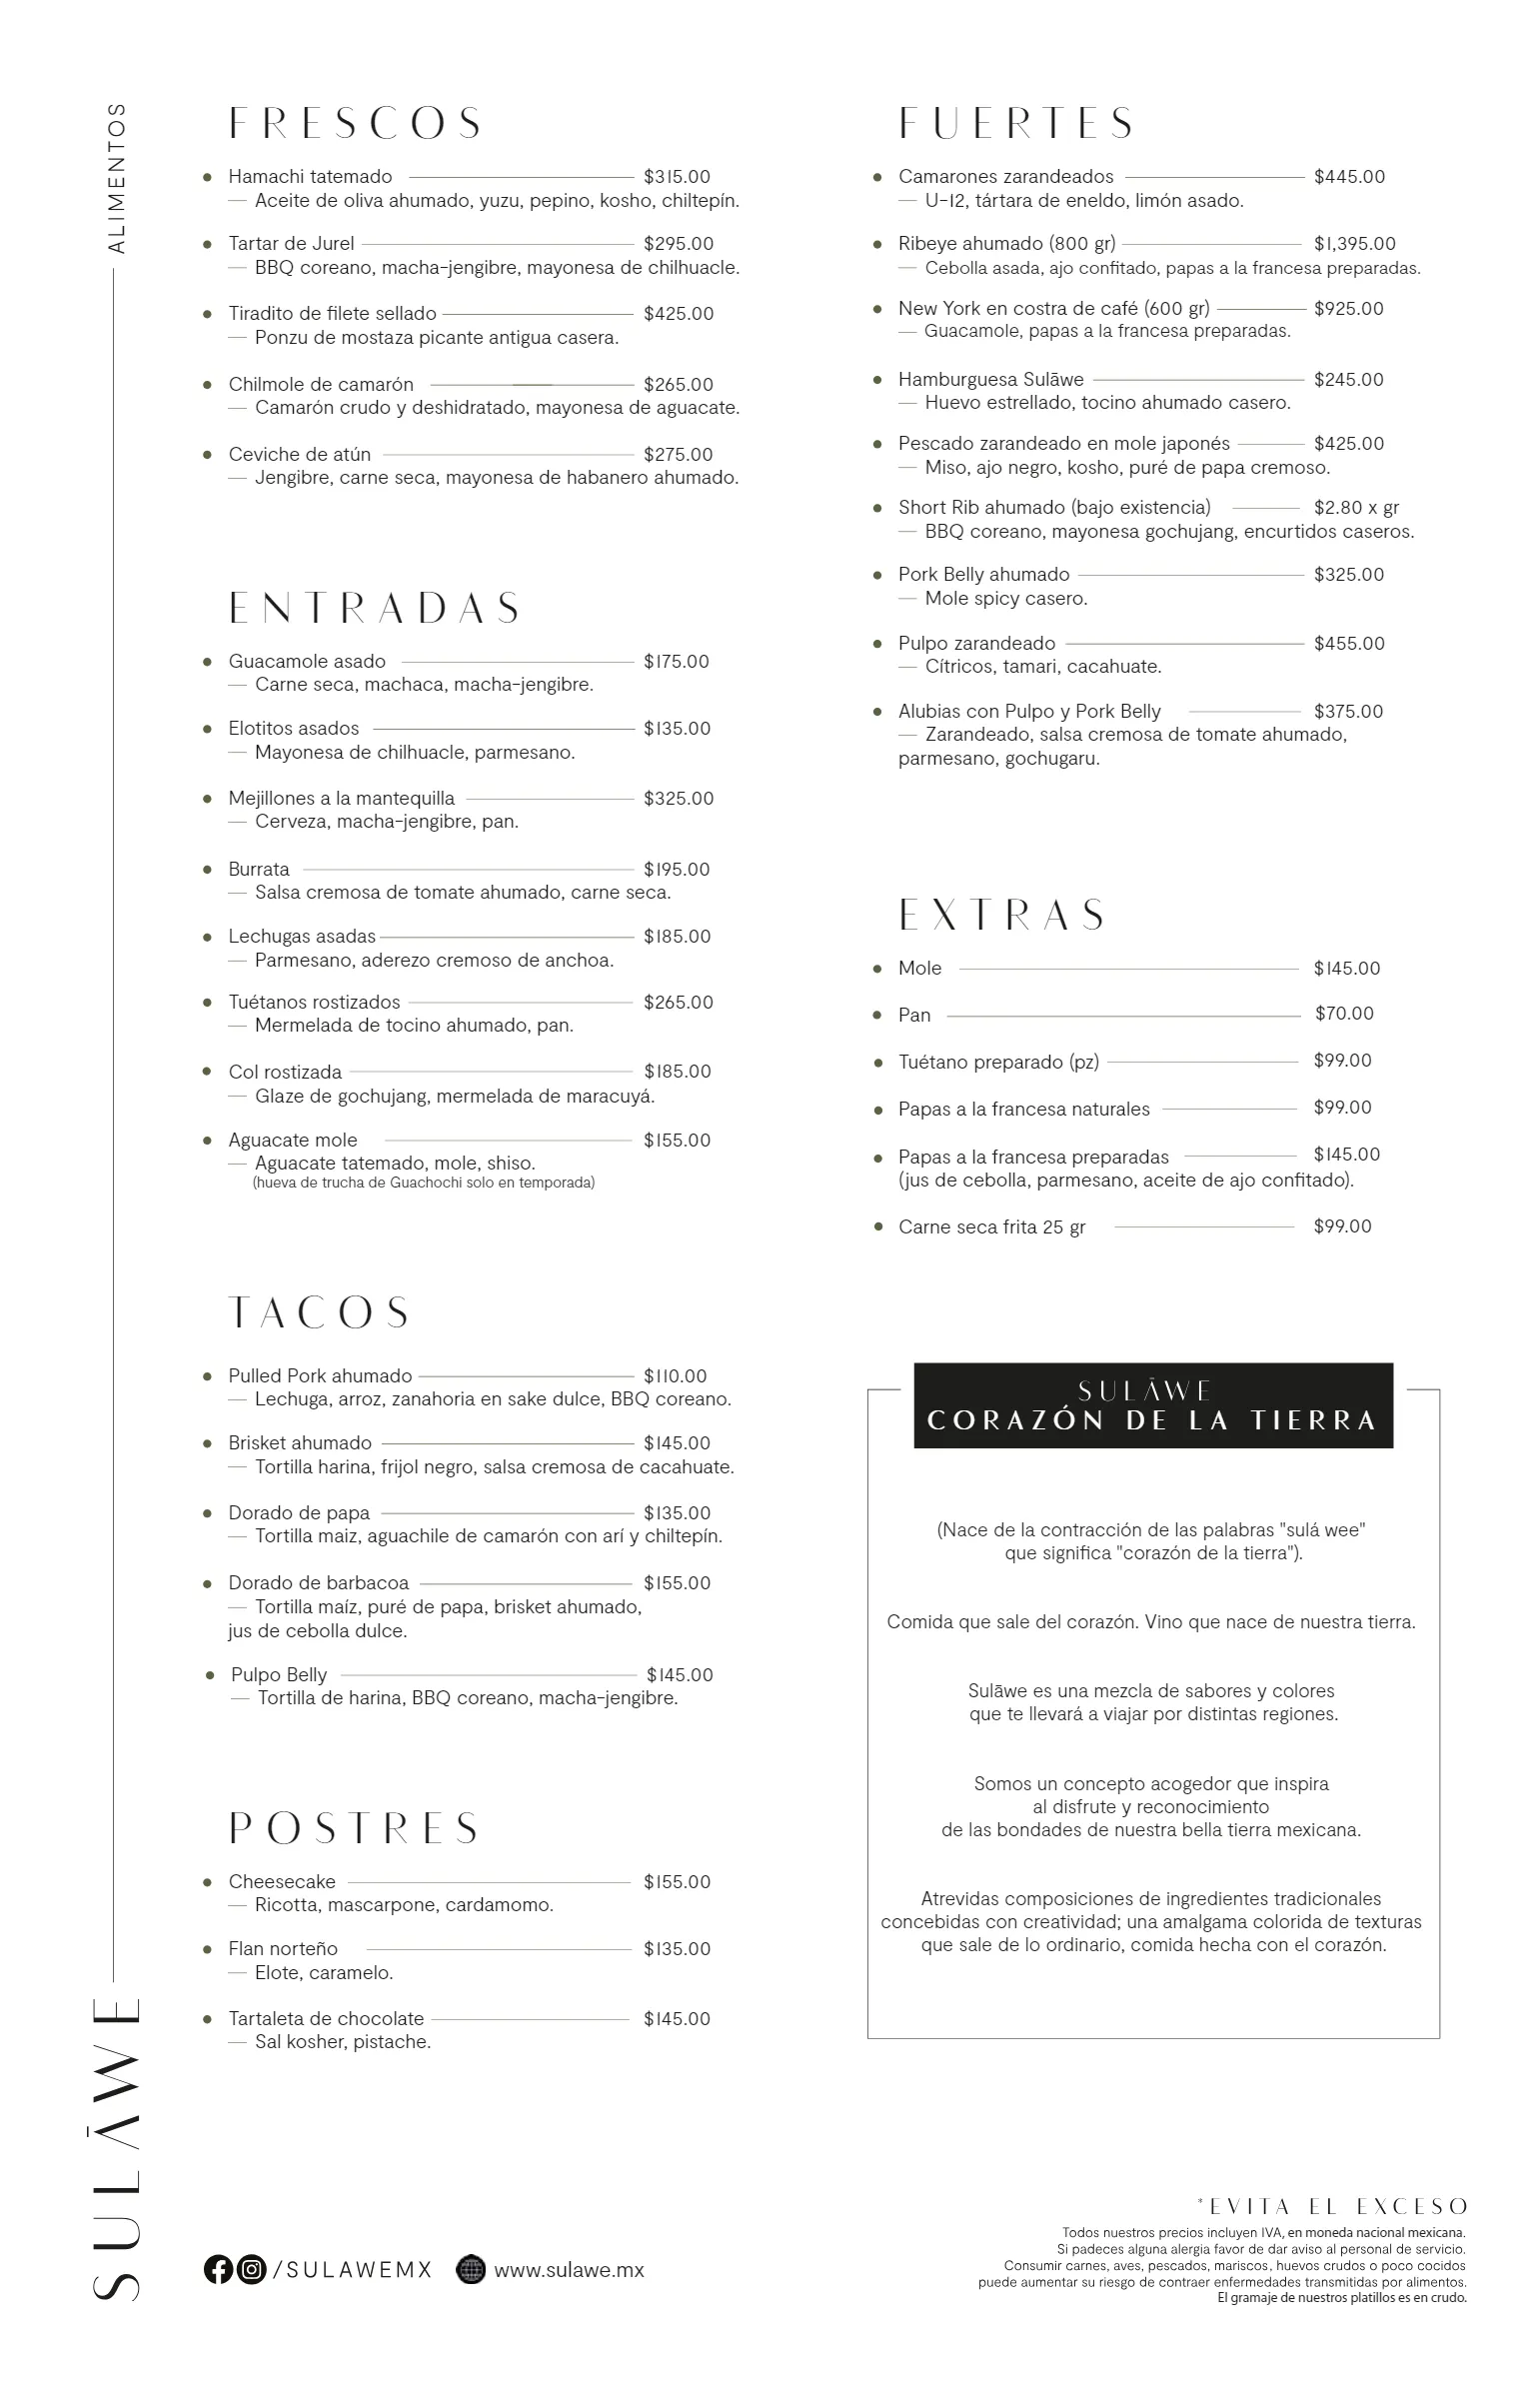 ALIMENTOS
SULĀWE
FRESCOS
Hamachi tatemado $315.00
— Aceite de oliva ahumado, yuzu, pepino, kosho, chiltepín.
Tartar de Jurel $295.00
— BBQ coreano, macha-jengibre, mayonesa de chilhuacle.
Tiradito de filete sellado $425.00
— Ponzu de mostaza picante antigua casera.
Chilmole de camarón $265.00
— Camarón crudo y deshidratado, mayonesa de aguacate.
Ceviche de atún $275.00
— Jengibre, carne seca, mayonesa de habanero ahumado.
ENTRADAS
Guacamole asado $175.00
— Carne seca, machaca, macha-jengibre.
Elotitos asados $135.00
— Mayonesa de chilhuacle, parmesano.
Mejillones a la mantequilla $325.00
— Cerveza, macha-jengibre, pan.
Burrata $195.00
— Salsa cremosa de tomate ahumado, carne seca.
Lechugas asadas $185.00
— Parmesano, aderezo cremoso de anchoa.
Tuétanos rostizados $265.00
— Mermelada de tocino ahumado, pan.
Col rostizada $185.00
— Glaze de gochujang, mermelada de maracuyá.
Aguacate mole $155.00
— Aguacate tatemado, mole, shiso.
(hueva de trucha de Guachochi solo en temporada)
TACOS
Pulled Pork ahumado $110.00
— Lechuga, arroz, zanahoria en sake dulce, BBQ coreano.
Brisket ahumado $145.00
— Tortilla harina, frijol negro, salsa cremosa de cacahuate.
Dorado de papa $135.00
— Tortilla maiz, aguachile de camarón con arí y chiltepín.
Dorado de barbacoa $155.00
— Tortilla maíz, puré de papa, brisket ahumado,
jus de cebolla dulce.
Pulpo Belly $145.00
— Tortilla de harina, BBQ coreano, macha-jengibre.
POSTRES
Cheesecake $155.00
— Ricotta, mascarpone, cardamomo.
Flan norteño $135.00
— Elote, caramelo.
Tartaleta de chocolate $145.00
— Sal kosher, pistache.
/SULAWEMX www.sulawe.mx
FUERTES
Camarones zarandeados $445.00
— U-12, tártara de eneldo, limón asado.
Ribeye ahumado (800 gr) $1,395.00
— Cebolla asada, ajo confitado, papas a la francesa preparadas.
New York en costra de café (600 gr) $925.00
— Guacamole, papas a la francesa preparadas.
Hamburguesa Sulāwe $245.00
— Huevo estrellado, tocino ahumado casero.
Pescado zarandeado en mole japonés $425.00
— Miso, ajo negro, kosho, puré de papa cremoso.
Short Rib ahumado (bajo existencia) $2.80 x gr
— BBQ coreano, mayonesa gochujang, encurtidos caseros.
Pork Belly ahumado $325.00
— Mole spicy casero.
Pulpo zarandeado $455.00
— Cítricos, tamari, cacahuate.
Alubias con Pulpo y Pork Belly $375.00
— Zarandeado, salsa cremosa de tomate ahumado,
parmesano, gochugaru.
EXTRAS
Mole $145.00
Pan $70.00
Tuétano preparado (pz) $99.00
Papas a la francesa naturales $99.00
Papas a la francesa preparadas $145.00
(jus de cebolla, parmesano, aceite de ajo confitado).
Carne seca frita 25 gr $99.00
SULĀWE
CORAZÓN DE LA TIERRA
(Nace de la contracción de las palabras "sulá wee"
que significa "corazón de la tierra").
Comida que sale del corazón. Vino que nace de nuestra tierra.
Sulāwe es una mezcla de sabores y colores
que te llevará a viajar por distintas regiones.
Somos un concepto acogedor que inspira
al disfrute y reconocimiento
de las bondades de nuestra bella tierra mexicana.
Atrevidas composiciones de ingredientes tradicionales
concebidas con creatividad; una amalgama colorida de texturas
que sale de lo ordinario, comida hecha con el corazón.
*EVITA EL EXCESO
Todos nuestros precios incluyen IVA, en moneda nacional mexicana.
Si padeces alguna alergia favor de dar aviso al personal de servicio.
Consumir carnes, aves, pescados, mariscos, huevos crudos o poco cocidos
puede aumentar su riesgo de contraer enfermedades transmitidas por alimentos.
El gramaje de nuestros platillos es en crudo.